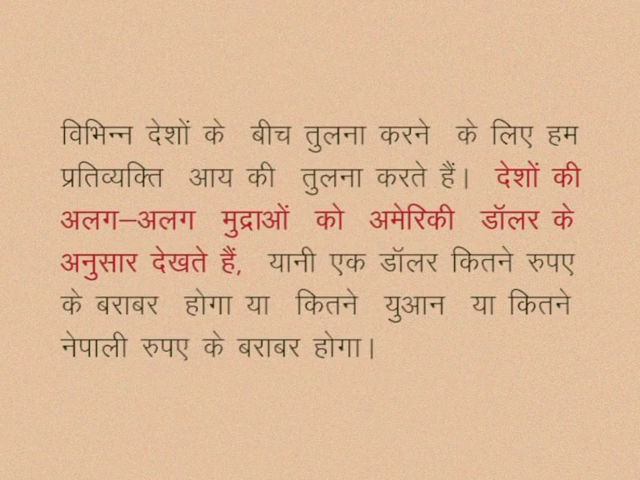 विभिन्न देशों के बीच तुलना करने के लिए हम
प्रतिव्यक्ति आय की तुलना करते हैं। देशों की
अलग–अलग मुद्राओं को अमेरिकी डॉलर के
अनुसार देखते हैं, यानी एक डॉलर कितने रुपए
के बराबर होगा या कितने युआन या कितने
नेपाली रुपए के बराबर होगा।